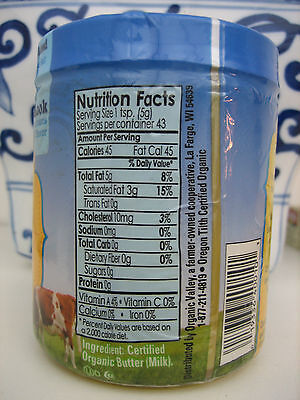 ook
Nutrition Facts
Serving Size 1 tsp. (5g)
Servings per container 43
Amount Per Serving
Calories 45 Fat Cal 45
% Daily Value*
Total Fat 5g 8%
Saturated Fat 3g 15%
Trans Fat 0g
Cholesterol 10mg 3%
Sodium 0mg 0%
Total Carb 0g 0%
Dietary Fiber 0g 0%
Sugars 0g
Protein 0g
Vitamin A 4% • Vitamin C 0%
Calcium 0% • Iron 0%
* Percent Daily Values are based on
a 2,000 calorie diet.
Ingredient: Certified
Organic Butter (Milk).
Distributed by Organic Valley, a farmer-owned cooperative, La Farge, WI 54639
1-877-211-4819 • Oregon Tilth Certified Organic